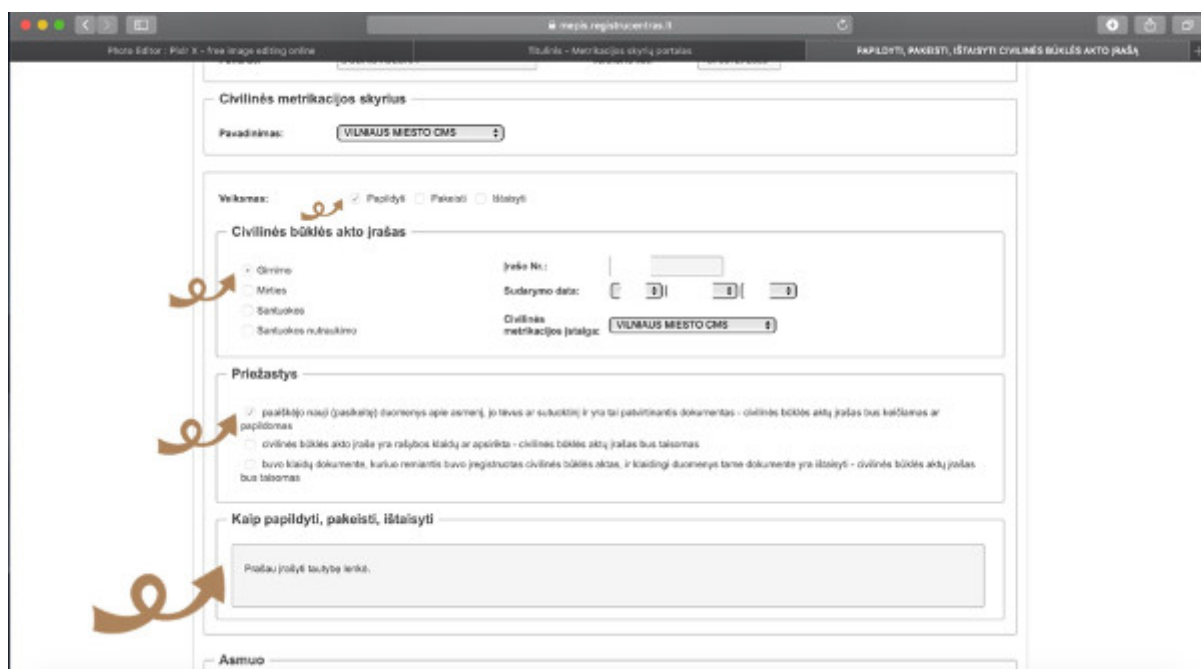 mepis.registrucentras.lt
Photo Editor : Pixlr X - free image editing online
Titulinis - Metrikacijos skyrių portalas
PAPILDYTI, PAKEISTI, IŠTAISYTI CIVILINĖS BŪKLĖS AKTO ĮRAŠĄ
Civilinės metrikacijos skyrius
Pavadinimas: VILNIAUS MIESTO CMS
Veiksmas: Papildyti Pakeisti Ištaisyti
Civilinės būklės akto įrašas
Gimimo
Mirties
Santuokos
Santuokos nutraukimo
Įrašo Nr.:
Sudarymo data:
Civilinės
metrikacijos įstaiga: VILNIAUS MIESTO CMS
Priežastys
paaiškėjo nauji (pasikeitę) duomenys apie asmenį, jo tėvus ar sutuoktinį ir yra tai patvirtinantis dokumentas - civilinės būklės aktų įrašas bus keičiamas ar
papildomas
civilinės būklės akto įraše yra rašybos klaidų ar apsirikta - civilinės būklės aktų įrašas bus taisomas
buvo klaidų dokumente, kuriuo remiantis buvo įregistruotas civilinės būklės aktas, ir klaidingi duomenys tame dokumente yra ištaisyti - civilinės būklės aktų įrašas
bus taisomas
Kaip papildyti, pakeisti, ištaisyti
Prašau įrašyti tautybę lenkė.
Asmuo